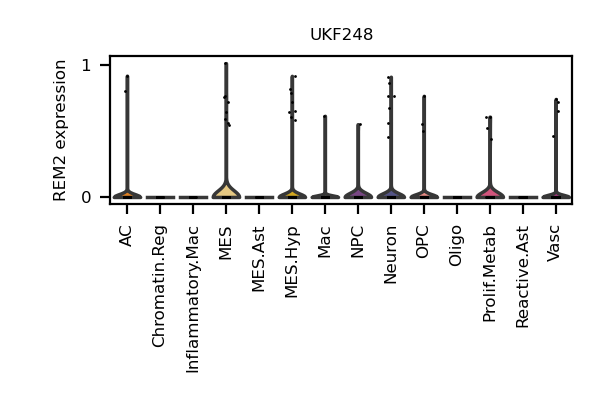 UKF248
REM2 expression
1
0
AC
Chromatin.Reg
Inflammatory.Mac
MES
MES.Ast
MES.Hyp
Mac
NPC
Neuron
OPC
Oligo
Prolif.Metab
Reactive.Ast
Vasc